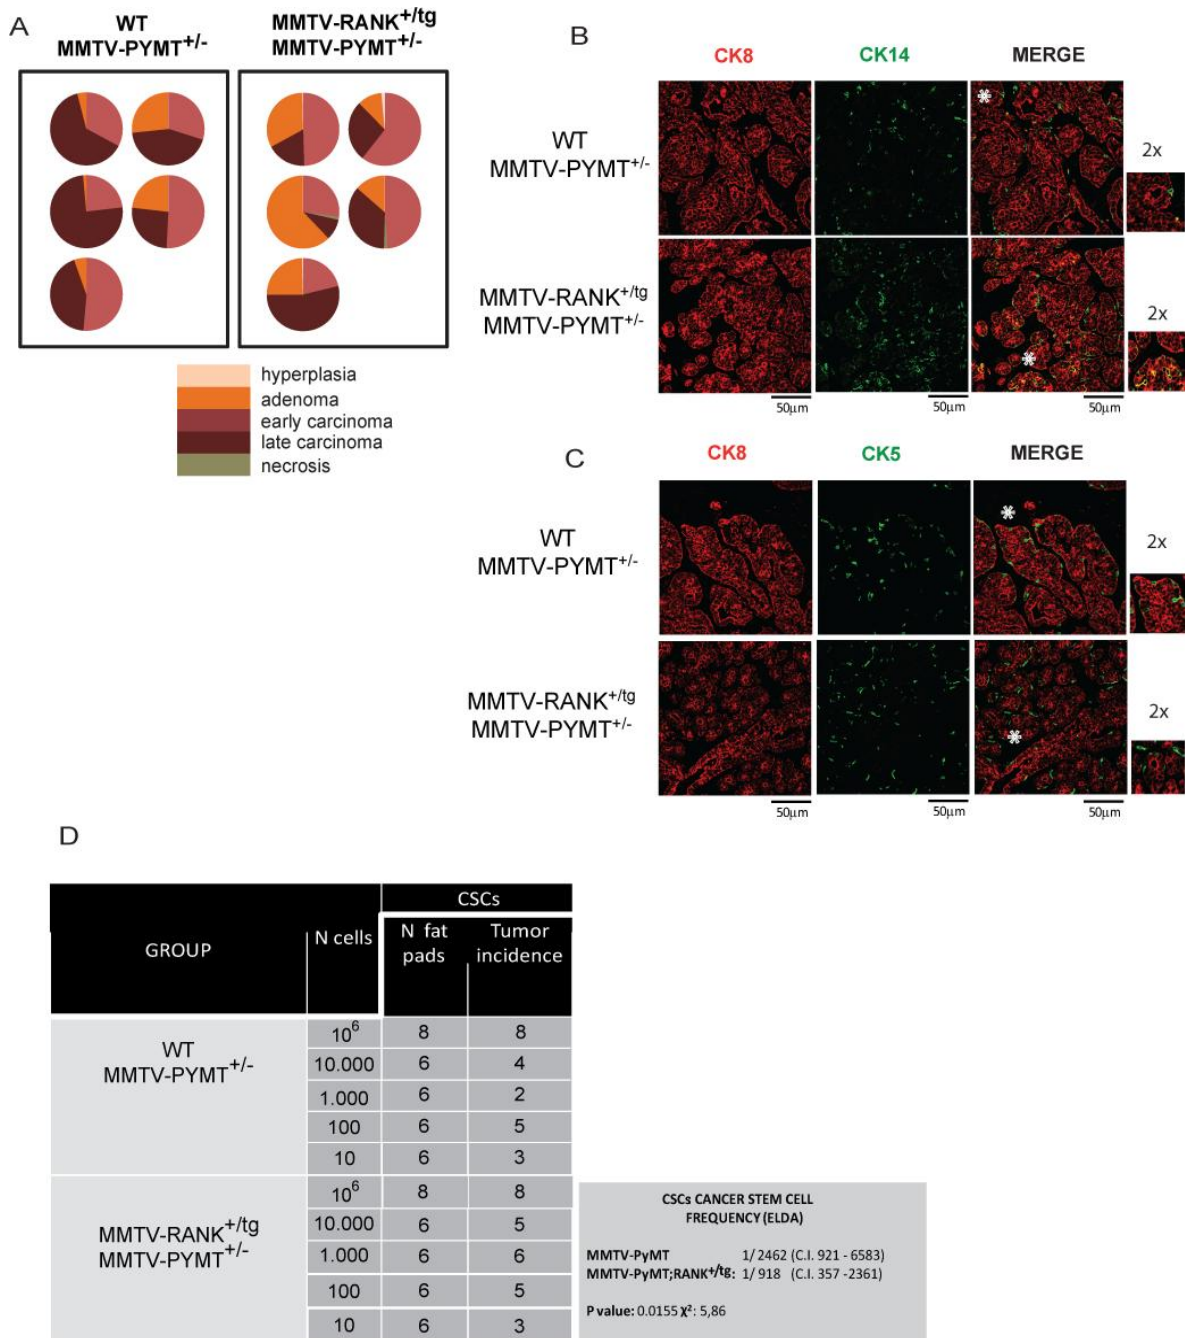 A
WT
MMTV-PYMT+/-
MMTV-RANK+/tg
MMTV-PYMT+/-
hyperplasia
adenoma
early carcinoma
late carcinoma
necrosis
B
CK8 CK14 MERGE
WT
MMTV-PYMT+/-
2x
MMTV-RANK+/tg
MMTV-PYMT+/-
2x
50µm 50µm 50µm
C
CK8 CK5 MERGE
WT
MMTV-PYMT+/-
2x
MMTV-RANK+/tg
MMTV-PYMT+/-
2x
50µm 50µm 50µm
D
GROUP N cells CSCs
N fat pads Tumor incidence
WT
MMTV-PYMT+/-
10^6 8 8
10.000 6 4
1.000 6 2
100 6 5
10 6 3
MMTV-RANK+/tg
MMTV-PYMT+/-
10^6 8 8
10.000 6 5
1.000 6 6
100 6 5
10 6 3
CSCs CANCER STEM CELL
FREQUENCY (ELDA)
MMTV-PyMT 1/ 2462 (C.I. 921 - 6583)
MMTV-PyMT;RANK+/tg: 1/ 918 (C.I. 357 -2361)
P value: 0.0155 χ²: 5,86